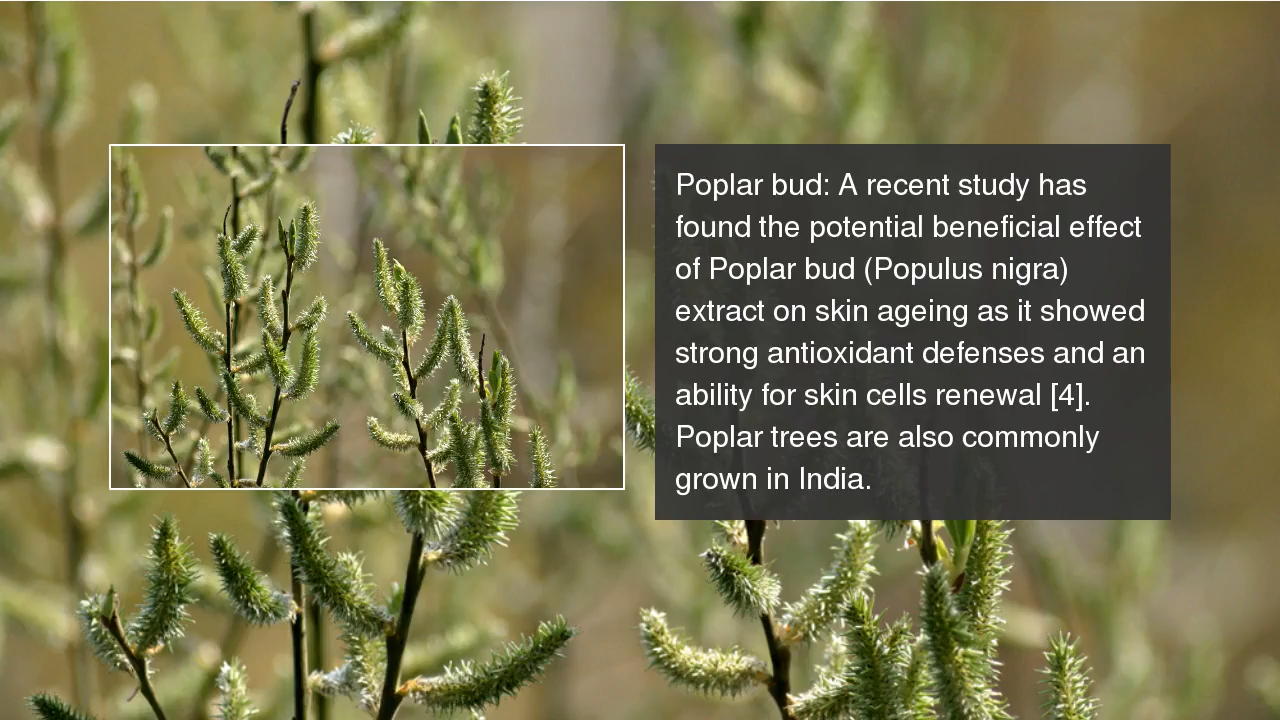 Poplar bud: A recent study has
found the potential beneficial effect
of Poplar bud (Populus nigra)
extract on skin ageing as it showed
strong antioxidant defenses and an
ability for skin cells renewal [4].
Poplar trees are also commonly
grown in India.